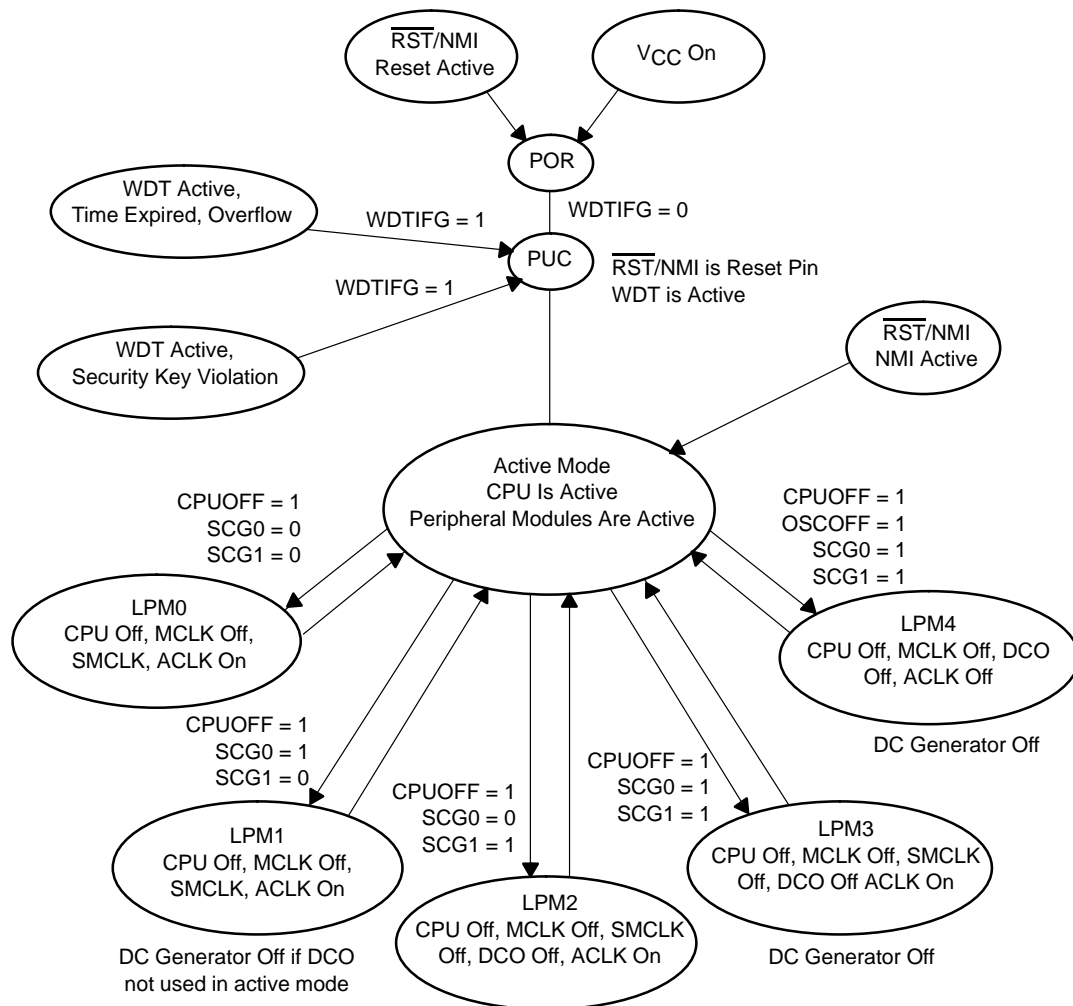 RST/NMI
Reset Active
VCC On
POR
WDT Active,
Time Expired, Overflow
WDTIFG = 1
WDTIFG = 0
PUC
RST/NMI is Reset Pin
WDT is Active
WDTIFG = 1
WDT Active,
Security Key Violation
RST/NMI
NMI Active
Active Mode
CPU Is Active
Peripheral Modules Are Active
CPUOFF = 1
SCG0 = 0
SCG1 = 0
CPUOFF = 1
OSCOFF = 1
SCG0 = 1
SCG1 = 1
LPM0
CPU Off, MCLK Off,
SMCLK, ACLK On
LPM4
CPU Off, MCLK Off, DCO
Off, ACLK Off
DC Generator Off
CPUOFF = 1
SCG0 = 1
SCG1 = 0
CPUOFF = 1
SCG0 = 0
SCG1 = 1
CPUOFF = 1
SCG0 = 1
SCG1 = 1
LPM1
CPU Off, MCLK Off,
SMCLK, ACLK On
DC Generator Off if DCO
not used in active mode
LPM2
CPU Off, MCLK Off, SMCLK
Off, DCO Off, ACLK On
LPM3
CPU Off, MCLK Off, SMCLK
Off, DCO Off ACLK On
DC Generator Off